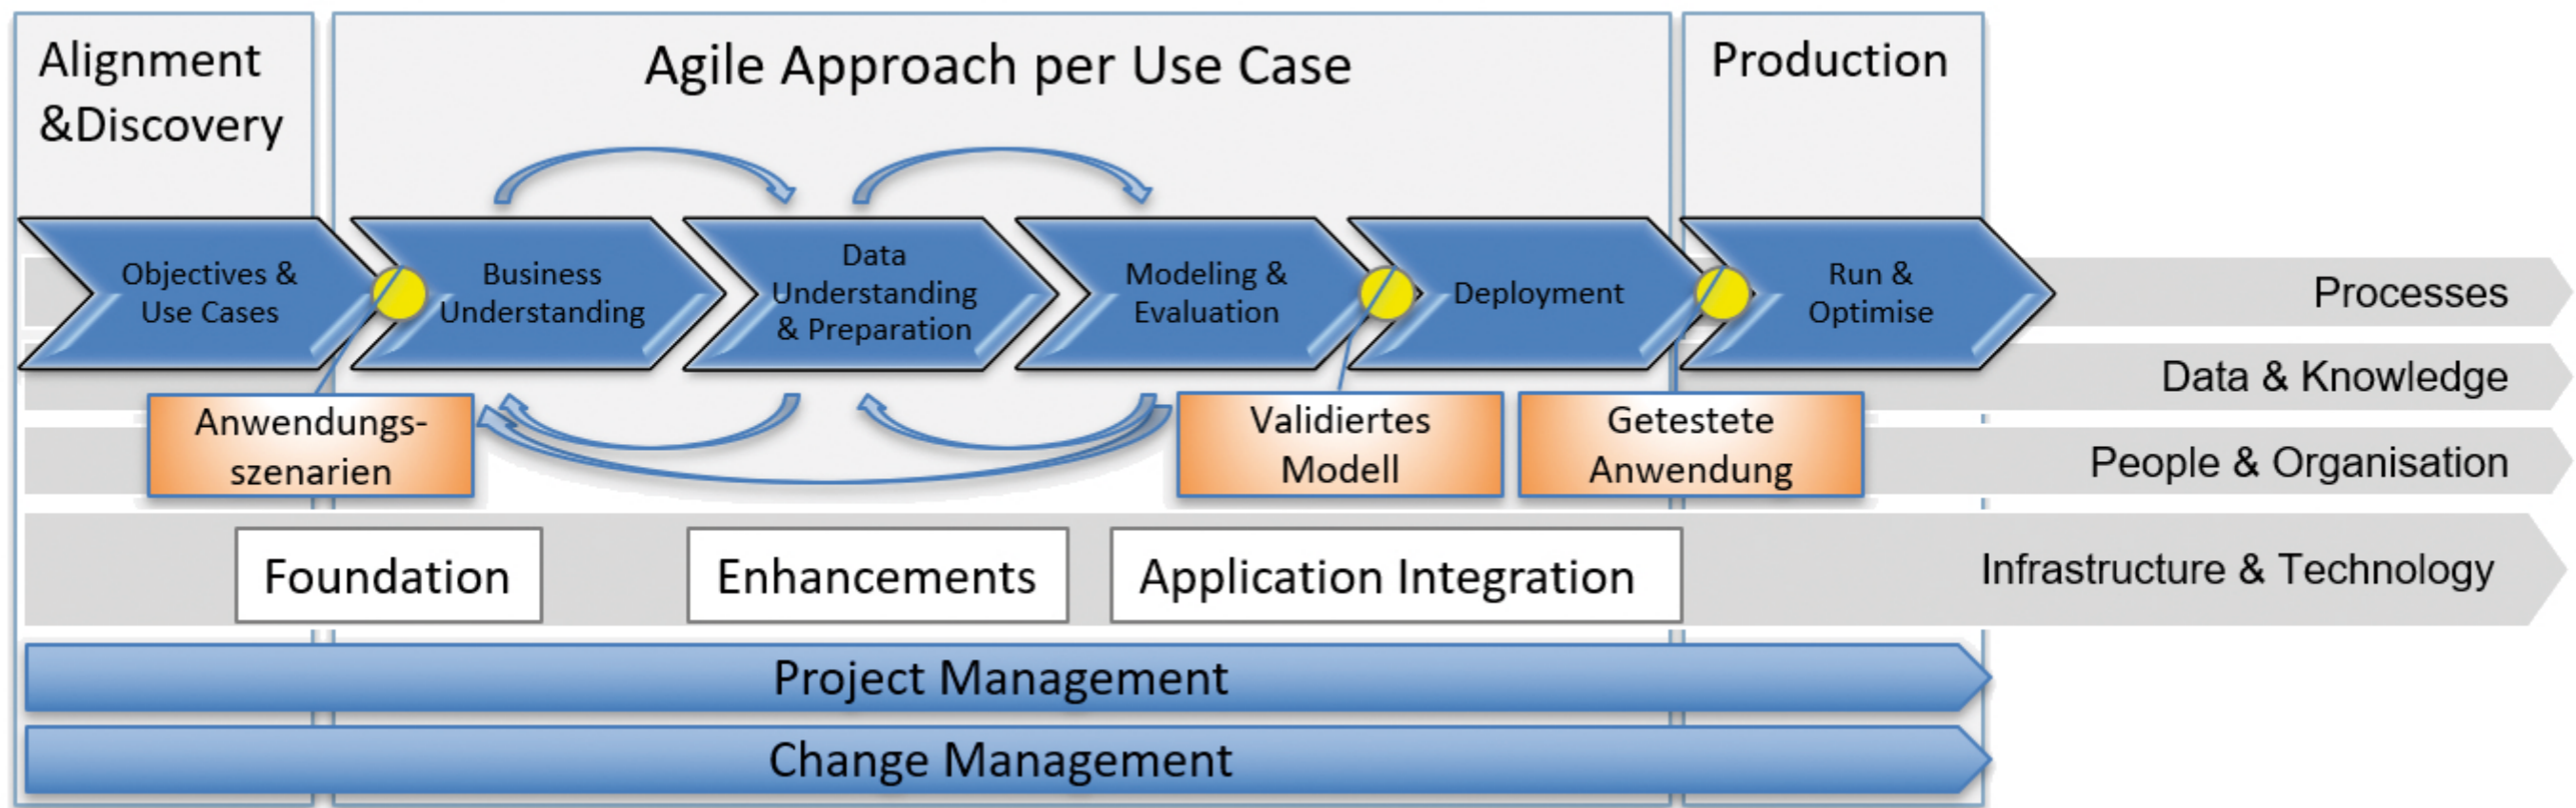 Alignment
&Discovery
Agile Approach per Use Case
Production
Objectives &
Use Cases
Business
Understanding
Data
Understanding
& Preparation
Modeling &
Evaluation
Deployment
Run &
Optimise
Processes
Data & Knowledge
People & Organisation
Anwendungs-
szenarien
Validiertes
Modell
Getestete
Anwendung
Foundation
Enhancements
Application Integration
Infrastructure & Technology
Project Management
Change Management